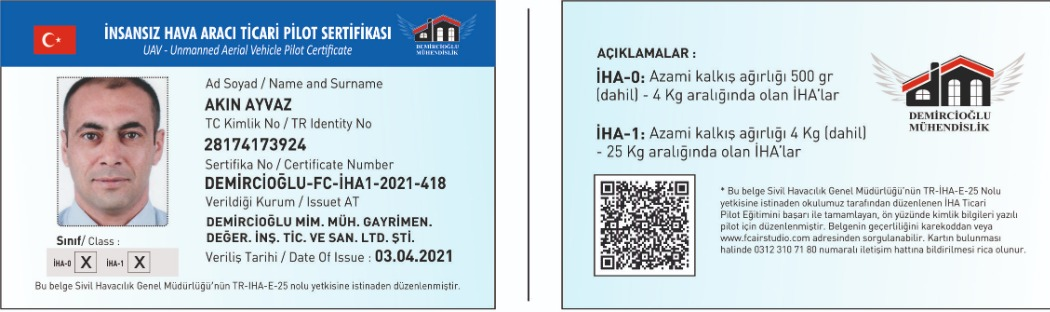 İNSANSIZ HAVA ARACI TİCARİ PİLOT SERTİFİKASI
UAV - Unmanned Aerial Vehicle Pilot Certificate
DEMİRCİOĞLU
MÜHENDİSLİK
Ad Soyad / Name and Surname
AKIN AYVAZ
TC Kimlik No / TR Identity No
28174173924
Sertifika No / Certificate Number
DEMİRCİOĞLU-FC-İHA1-2021-418
Verildiği Kurum / Issuet AT
DEMİRCİOĞLU MİM. MÜH. GAYRİMEN.
DEĞER. İNŞ. TİC. VE SAN. LTD. ŞTİ.
Veriliş Tarihi / Date Of Issue : 03.04.2021
Sınıf/ Class :
İHA-0 X İHA-1 X
Bu belge Sivil Havacılık Genel Müdürlüğü'nün TR-IHA-E-25 nolu yetkisine istinaden düzenlenmiştir.
AÇIKLAMALAR :
İHA-0: Azami kalkış ağırlığı 500 gr
(dahil) - 4 Kg aralığında olan İHA'lar
İHA-1: Azami kalkış ağırlığı 4 Kg (dahil)
- 25 Kg aralığında olan İHA'lar
DEMİRCİOĞLU
MÜHENDİSLİK
* Bu belge Sivil Havacılık Genel Müdürlüğü'nün TR-İHA-E-25 Nolu
yetkisine istinaden okulumuz tarafından düzenlenen İHA Ticari
Pilot Eğitimini başarı ile tamamlayan, ön yüzünde kimlik bilgileri yazılı
pilot için düzenlenmiştir. Belgenin geçerliliğini karekoddan veya
www.fcairstudio.com adresinden sorgulanabilir. Kartın bulunması
halinde 0312 310 71 80 numaralı iletişim hattına bildirilmesi rica olunur.